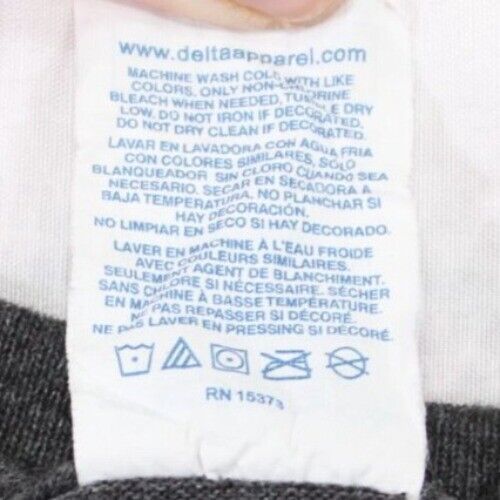 www.deltaapparel.com
MACHINE WASH COLD WITH LIKE
COLORS, ONLY NON-CHLORINE
BLEACH WHEN NEEDED, TUMBLE DRY
LOW, DO NOT IRON IF DECORATED,
DO NOT DRY CLEAN IF DECORATED.
LAVAR EN LAVADORA CON AGUA FRIA
CON COLORES SIMILARES, SOLO
BLANQUEADOR SIN CLORO CUANDO SEA
NECESARIO. SECAR EN SECADORA A
BAJA TEMPERATURA. NO PLANCHAR SI
HAY DECORACIÓN.
NO LIMPIAR EN SECO SI HAY DECORADO.
LAVER EN MACHINE À L'EAU FROIDE
AVEC COULEURS SIMILAIRES.
SEULEMENT AGENT DE BLANCHIMENT.
SANS CHLORE SI NÉCESSAIRE. SÉCHER
EN MACHINE À BASSE TEMPÉRATURE.
NE PAS REPASSER SI DÉCORÉ
NE PAS LAVER EN PRESSING SI DÉCORÉ.
RN 15373